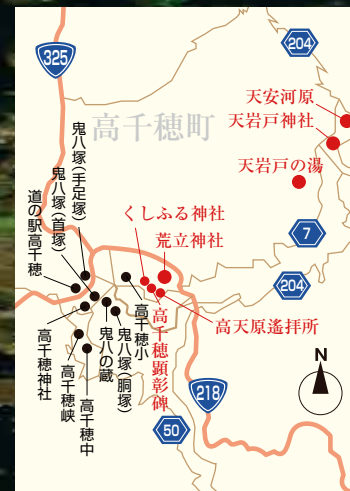 204
325
天安河原
天岩戸神社
高千穂町
天岩戸の湯
鬼八塚(手足塚)
鬼八塚(首塚)
道の駅高千穂
くしふる神社
荒立神社
7
204
高千穂小
高天原遙拝所
高千穂顕彰碑
鬼八塚(胴塚)
鬼八の蔵
高千穂神社
高千穂峡
高千穂中
218
50
N